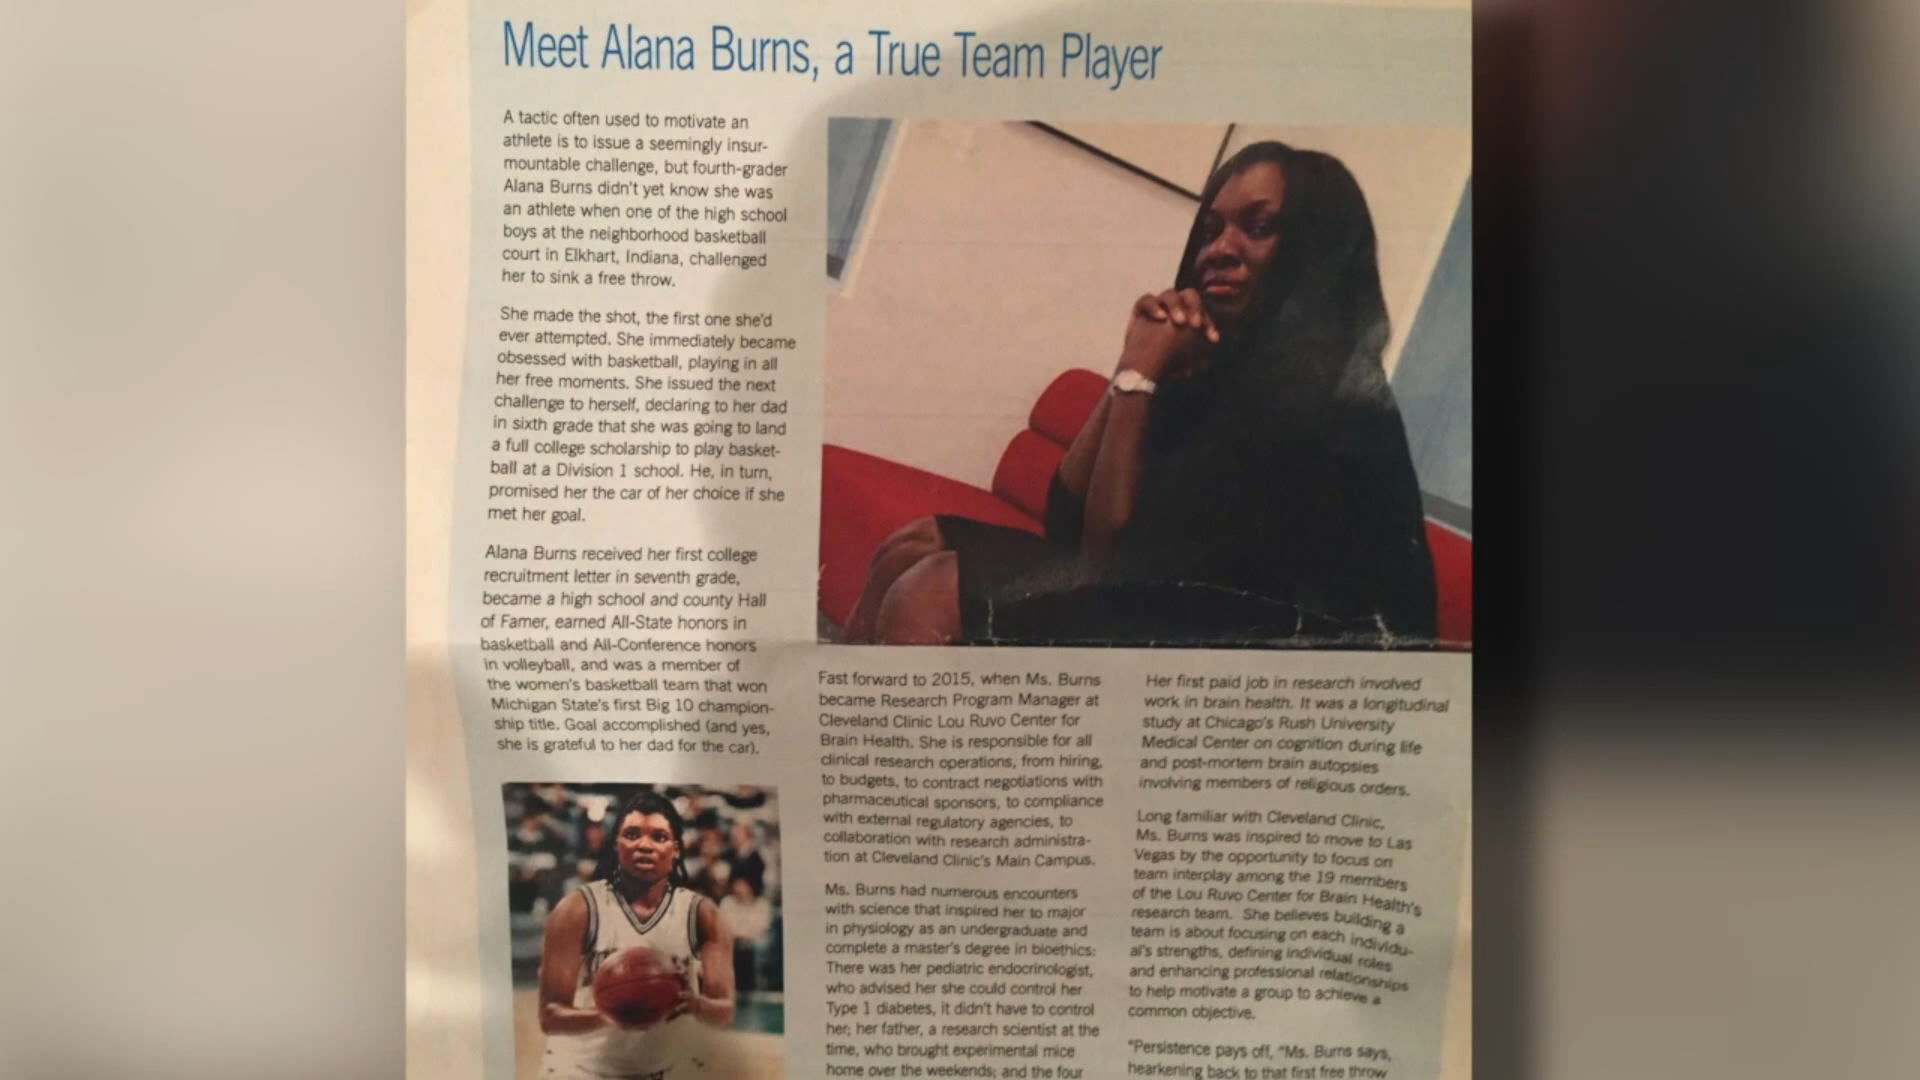 Meet Alana Burns, a True Team Player
A tactic often used to motivate an
athlete is to issue a seemingly insur-
mountable challenge, but fourth-grader
Alana Burns didn't yet know she was
an athlete when one of the high school
boys at the neighborhood basketball
court in Elkhart, Indiana, challenged
her to sink a free throw.
She made the shot, the first one she'd
ever attempted. She immediately became
obsessed with basketball, playing in all
her free moments. She issued the next
challenge to herself, declaring to her dad
in sixth grade that she was going to land
a full college scholarship to play basket-
ball at a Division 1 school. He, in turn,
promised her the car of her choice if she
met her goal.
Alana Burns received her first college
recruitment letter in seventh grade,
became a high school and county Hall
of Famer, earned All-State honors in
basketball and All-Conference honors
in volleyball, and was a member of
the women's basketball team that won
Michigan State's first Big 10 champion-
ship title. Goal accomplished (and yes,
she is grateful to her dad for the car).
Fast forward to 2015, when Ms. Burns
became Research Program Manager at
Cleveland Clinic Lou Ruvo Center for
Brain Health. She is responsible for all
clinical research operations, from hiring,
to budgets, to contract negotiations with
pharmaceutical sponsors, to compliance
with external regulatory agencies, to
collaboration with research administra-
tion at Cleveland Clinic's Main Campus.
Ms. Burns had numerous encounters
with science that inspired her to major
in physiology as an undergraduate and
complete a master's degree in bioethics:
There was her pediatric endocrinologist,
who advised her she could control her
Type 1 diabetes, it didn't have to control
her; her father, a research scientist at the
time, who brought experimental mice
home over the weekends; and the four
Her first paid job in research involved
work in brain health. It was a longitudinal
study at Chicago's Rush University
Medical Center on cognition during life
and post-mortem brain autopsies
involving members of religious orders.
Long familiar with Cleveland Clinic,
Ms. Burns was inspired to move to Las
Vegas by the opportunity to focus on
team interplay among the 19 members
of the Lou Ruvo Center for Brain Health's
research team. She believes building a
team is about focusing on each individu-
al's strengths, defining individual roles
and enhancing professional relationships
to help motivate a group to achieve a
common objective.
"Persistence pays off, "Ms. Burns says,
hearkening back to that first free throw